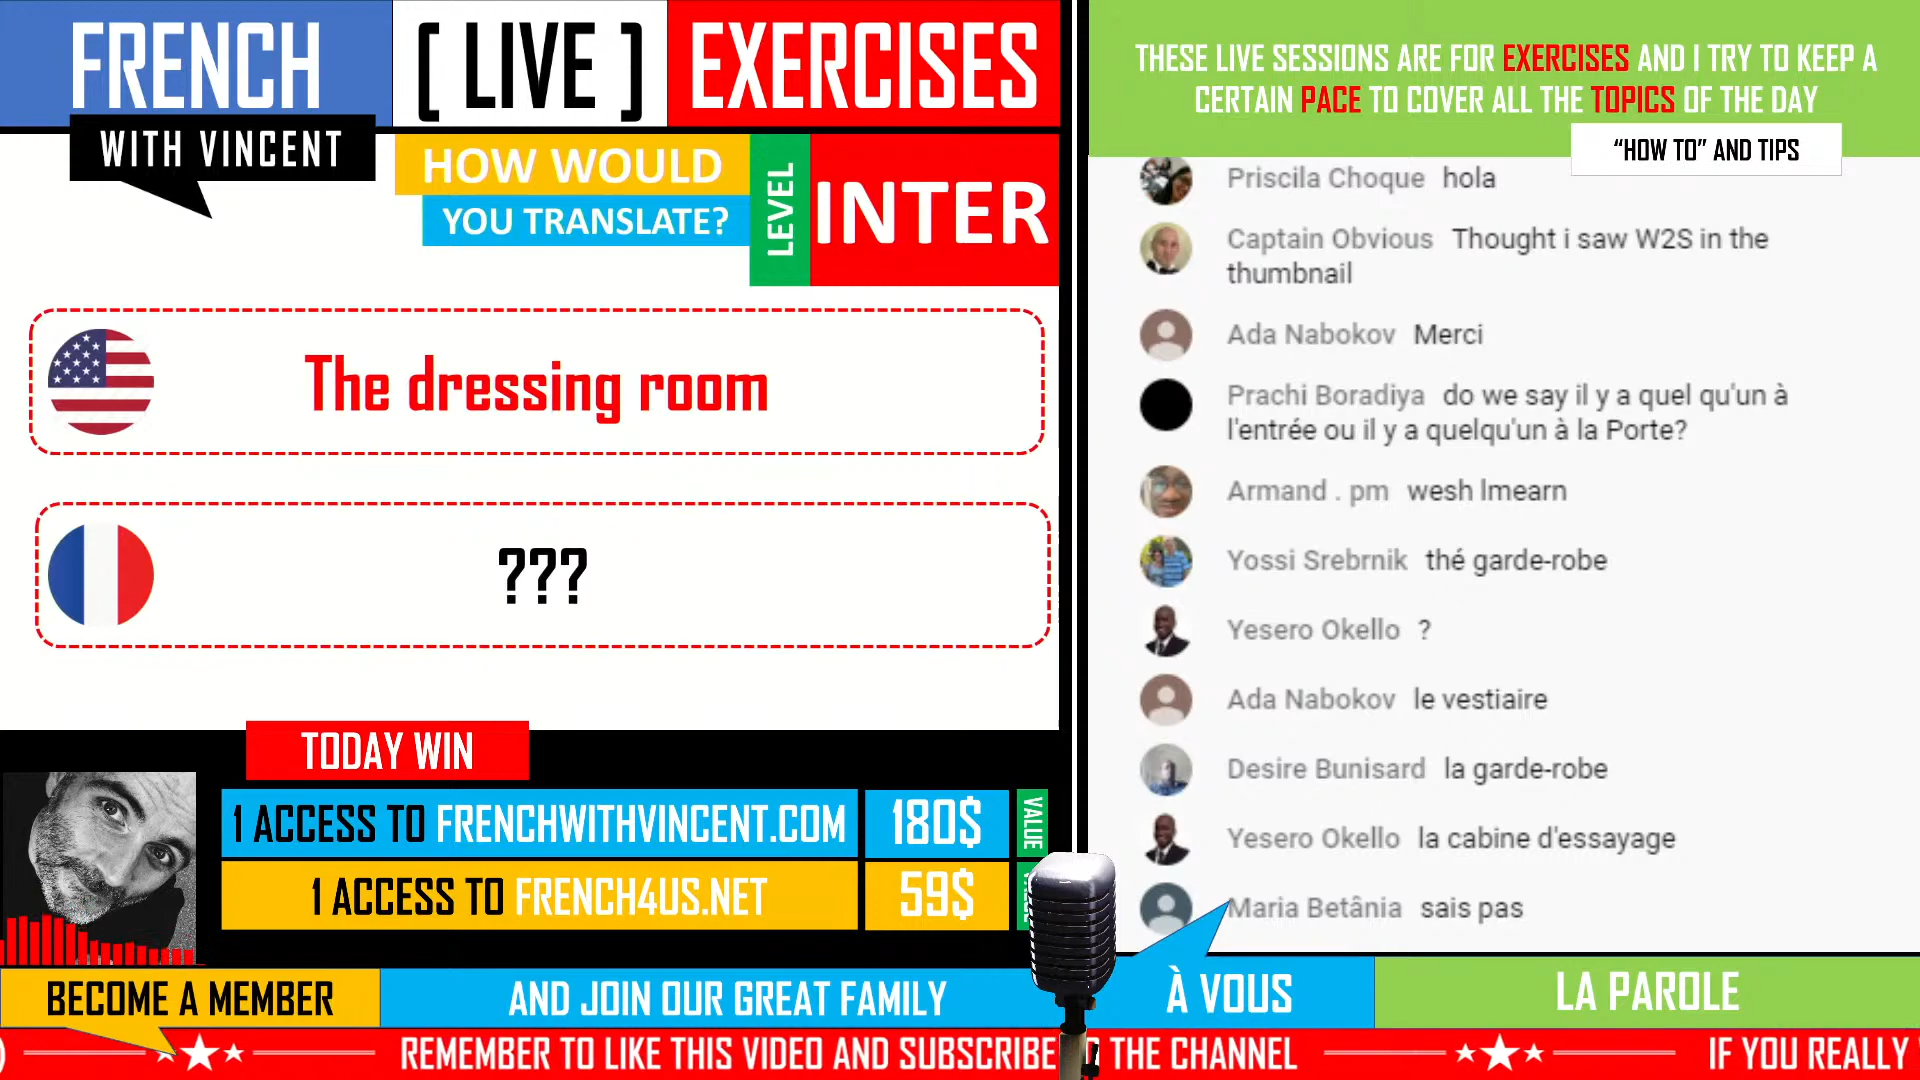 FRENCH
[ LIVE ]
EXERCISES
WITH VINCENT
HOW WOULD
YOU TRANSLATE?
LEVEL
INTER
The dressing room
???
TODAY WIN
1 ACCESS TO FRENCHWITHVINCENT.COM
180$
VALUE
1 ACCESS TO FRENCH4US.NET
59$
THESE LIVE SESSIONS ARE FOR EXERCISES AND I TRY TO KEEP A
CERTAIN PACE TO COVER ALL THE TOPICS OF THE DAY
“HOW TO” AND TIPS
Priscila Choque hola
Captain Obvious Thought i saw W2S in the
thumbnail
Ada Nabokov Merci
Prachi Boradiya do we say il y a quel qu'un à
l'entrée ou il y a quelqu'un à la Porte?
Armand . pm wesh lmearn
Yossi Srebrnik thé garde-robe
Yesero Okello ?
Ada Nabokov le vestiaire
Desire Bunisard la garde-robe
Yesero Okello la cabine d'essayage
Maria Betânia sais pas
BECOME A MEMBER
AND JOIN OUR GREAT FAMILY
À VOUS
LA PAROLE
REMEMBER TO LIKE THIS VIDEO AND SUBSCRIBE THE CHANNEL
IF YOU REALLY